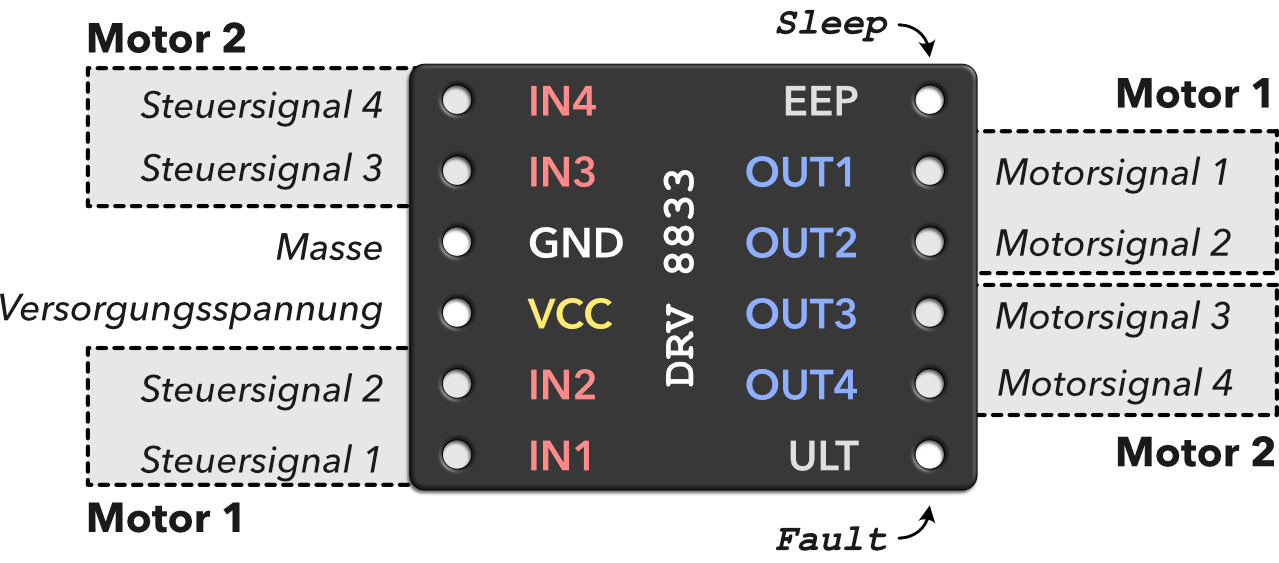 Sleep
Motor 2
Motor 1
Steuersignal 4 IN4 EEP
Steuersignal 3 IN3 OUT1 Motorsignal 1
Masse GND OUT2 Motorsignal 2
DRV 8833
Versorgungsspannung VCC OUT3 Motorsignal 3
Steuersignal 2 IN2 OUT4 Motorsignal 4
Steuersignal 1 IN1 ULT
Motor 2
Motor 1
Fault